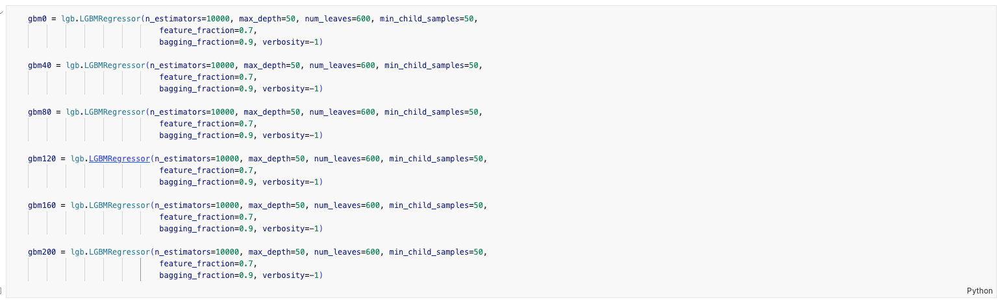 gbm0 = lgb.LGBMRegressor(n_estimators=10000, max_depth=50, num_leaves=600, min_child_samples=50,
feature_fraction=0.7,
bagging_fraction=0.9, verbosity=-1)
gbm40 = lgb.LGBMRegressor(n_estimators=10000, max_depth=50, num_leaves=600, min_child_samples=50,
feature_fraction=0.7,
bagging_fraction=0.9, verbosity=-1)
gbm80 = lgb.LGBMRegressor(n_estimators=10000, max_depth=50, num_leaves=600, min_child_samples=50,
feature_fraction=0.7,
bagging_fraction=0.9, verbosity=-1)
gbm120 = lgb.LGBMRegressor(n_estimators=10000, max_depth=50, num_leaves=600, min_child_samples=50,
feature_fraction=0.7,
bagging_fraction=0.9, verbosity=-1)
gbm160 = lgb.LGBMRegressor(n_estimators=10000, max_depth=50, num_leaves=600, min_child_samples=50,
feature_fraction=0.7,
bagging_fraction=0.9, verbosity=-1)
gbm200 = lgb.LGBMRegressor(n_estimators=10000, max_depth=50, num_leaves=600, min_child_samples=50,
feature_fraction=0.7,
bagging_fraction=0.9, verbosity=-1)
]
Python